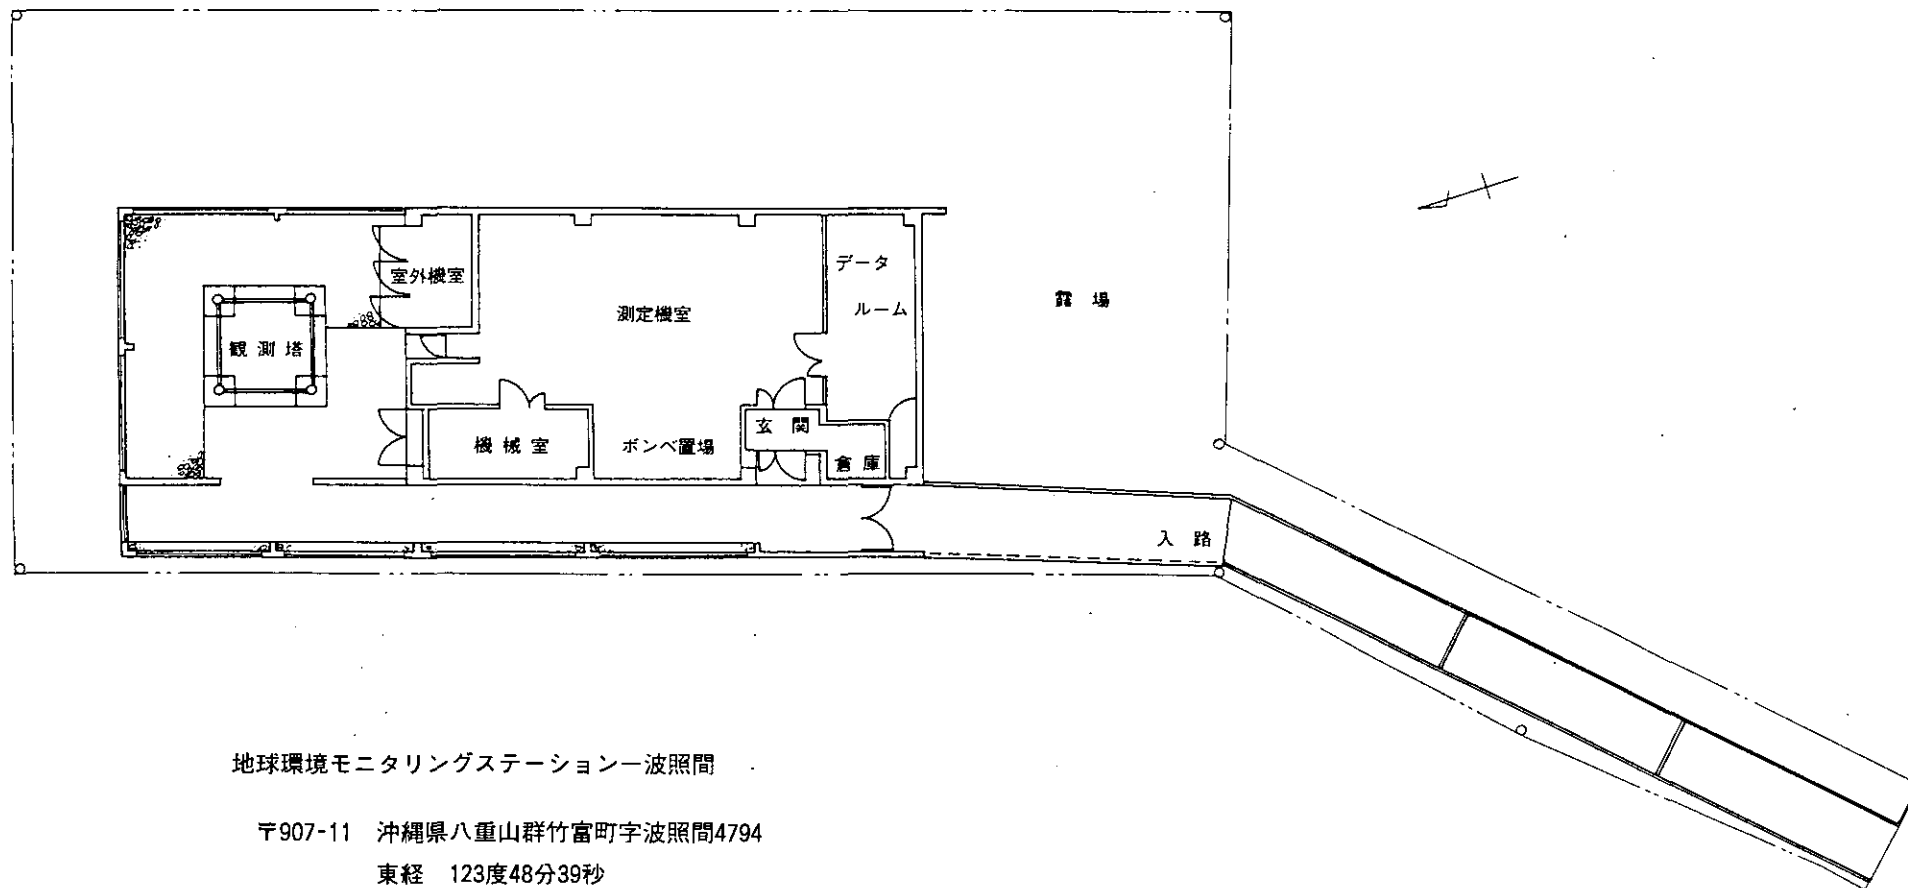 室外機室
データ
ルーム
測定機室
露場
観測塔
機械室
ボンベ置場
玄関
倉庫
入路
地球環境モニタリングステーション—波照間
〒907-11 沖縄県八重山群竹富町字波照間4794
東経 123度48分39秒